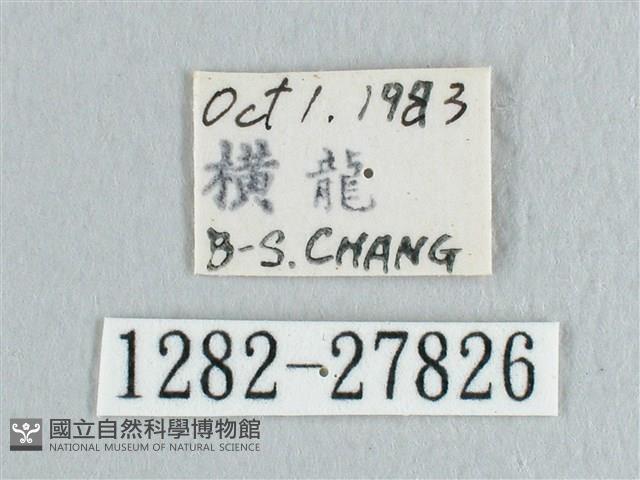 Oct 1. 1983
橫龍
B-S. CHANG
1282-27826
國立自然科學博物館
NATIONAL MUSEUM OF NATURAL SCIENCE